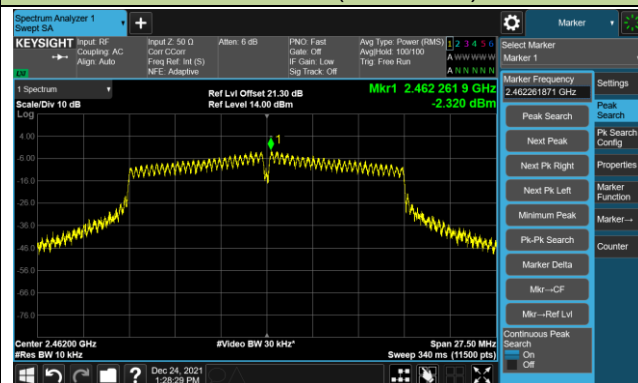 Spectrum Analyzer 1
Swept SA
Marker
KEYSIGHT
Input: RF
Coupling: AC
Align: Auto
Input Z: 50 Ω
Corr CCorr
Freq Ref: Int (S)
NFE: Adaptive
Atten: 6 dB
PNO: Fast
Gate: Off
IF Gain: Low
Sig Track: Off
Avg Type: Power (RMS)
Avg|Hold: 100/100
Trig: Free Run
1 2 3 4 5 6
A W W W W W
A N N N N N
Select Marker
Marker 1
LXI
1 Spectrum
Scale/Div 10 dB
Ref Lvl Offset 21.30 dB
Ref Level 14.00 dBm
Mkr1 2.462 261 9 GHz
-2.320 dBm
Marker Frequency
2.462261871 GHz
Settings
Log
1
4.00
-6.00
-16.0
-26.0
-36.0
-46.0
-56.0
-66.0
-76.0
Peak Search
Next Peak
Next Pk Right
Next Pk Left
Minimum Peak
Pk-Pk Search
Marker Delta
Mkr→CF
Mkr→Ref Lvl
Continuous Peak
Search
On
Off
Peak
Search
Pk Search
Config
Properties
Marker
Function
Marker→
Counter
Center 2.46200 GHz
#Res BW 10 kHz
#Video BW 30 kHz*
Span 27.50 MHz
Sweep 340 ms (11500 pts)
Dec 24, 2021
1:28:29 PM